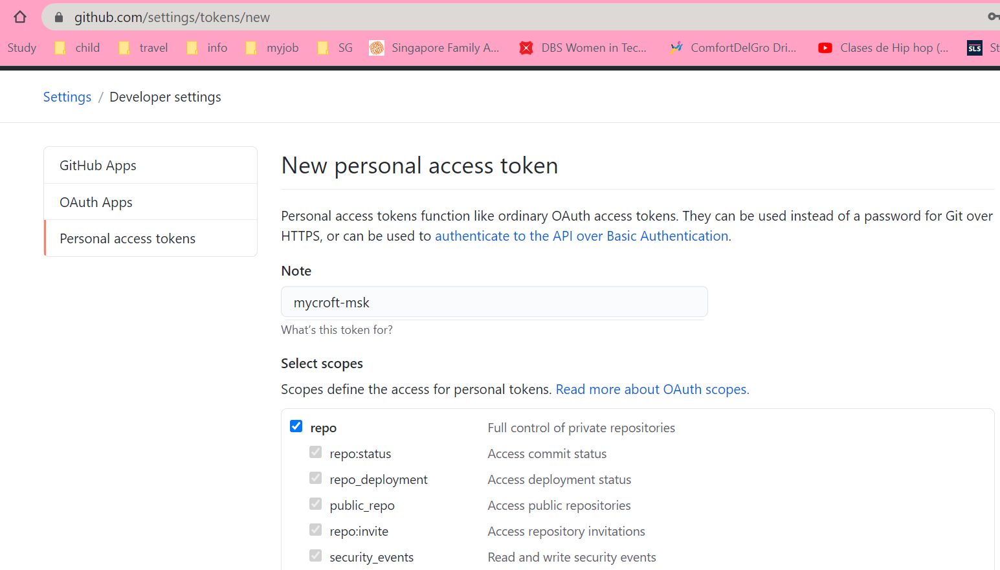 github.com/settings/tokens/new
Study child travel info myjob SG Singapore Family A... DBS Women in Tec... ComfortDelGro Dri... Clases de Hip hop (... SLS St
Settings / Developer settings
GitHub Apps
OAuth Apps
Personal access tokens
New personal access token
Personal access tokens function like ordinary OAuth access tokens. They can be used instead of a password for Git over
HTTPS, or can be used to authenticate to the API over Basic Authentication.
Note
mycroft-msk
What's this token for?
Select scopes
Scopes define the access for personal tokens. Read more about OAuth scopes.
repo Full control of private repositories
repo:status Access commit status
repo_deployment Access deployment status
public_repo Access public repositories
repo:invite Access repository invitations
security_events Read and write security events